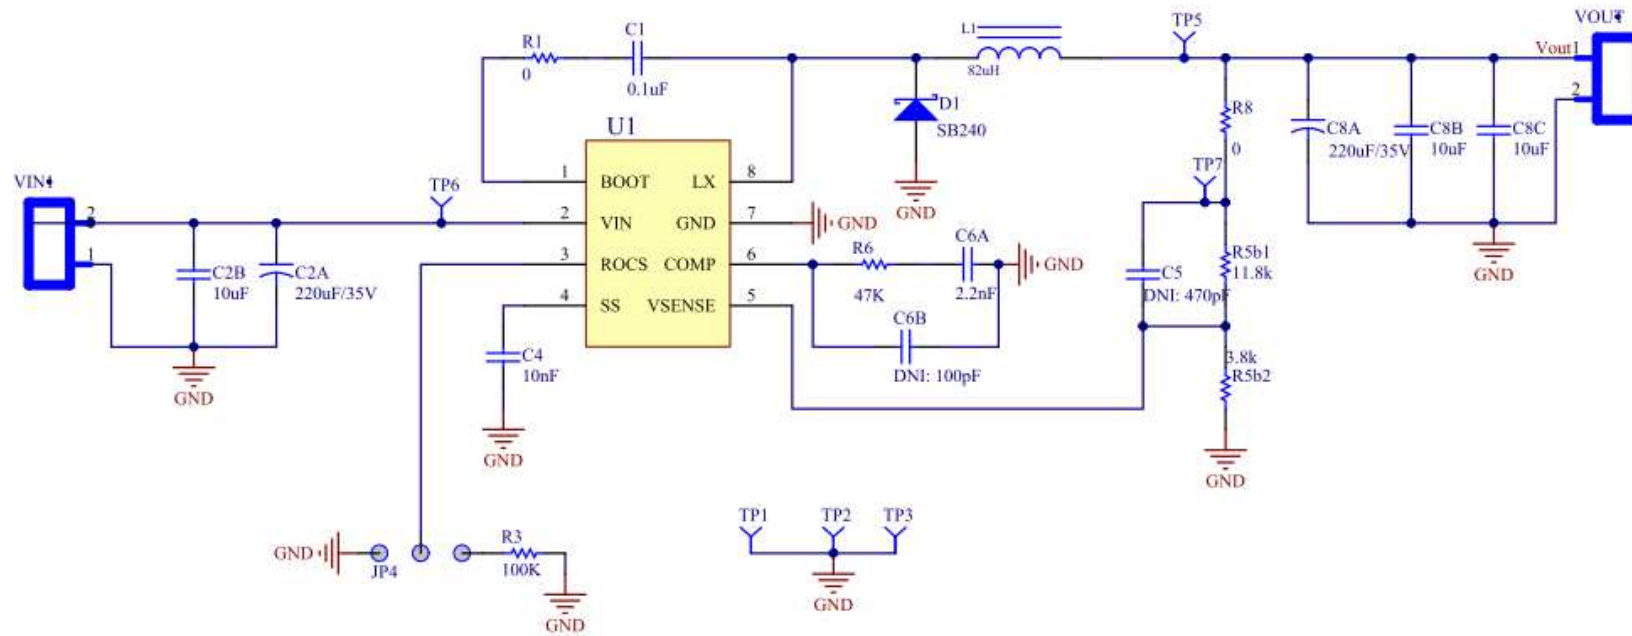 VOUT
TP5
L1
C1
R1
Vout1
82uH
0
0.1uF
2
D1
R8
SB240
C8A
C8B
C8C
U1
220uF/35V
10uF
10uF
0
TP7
VIN
TP6
1
BOOT
LX
8
GND
2
2
VIN
GND
7
GND
R5b1
11.8k
GND
C6A
R6
1
3
ROCS
COMP
6
GND
C2B
C2A
C5
10uF
220uF/35V
4
SS
VSENSE
5
47K
2.2nF
DNI: 470pF
C6B
C4
3.8k
10nF
DNI: 100pF
R5b2
GND
GND
GND
TP1
TP2
TP3
R3
GND
JP4
100K
GND
GND